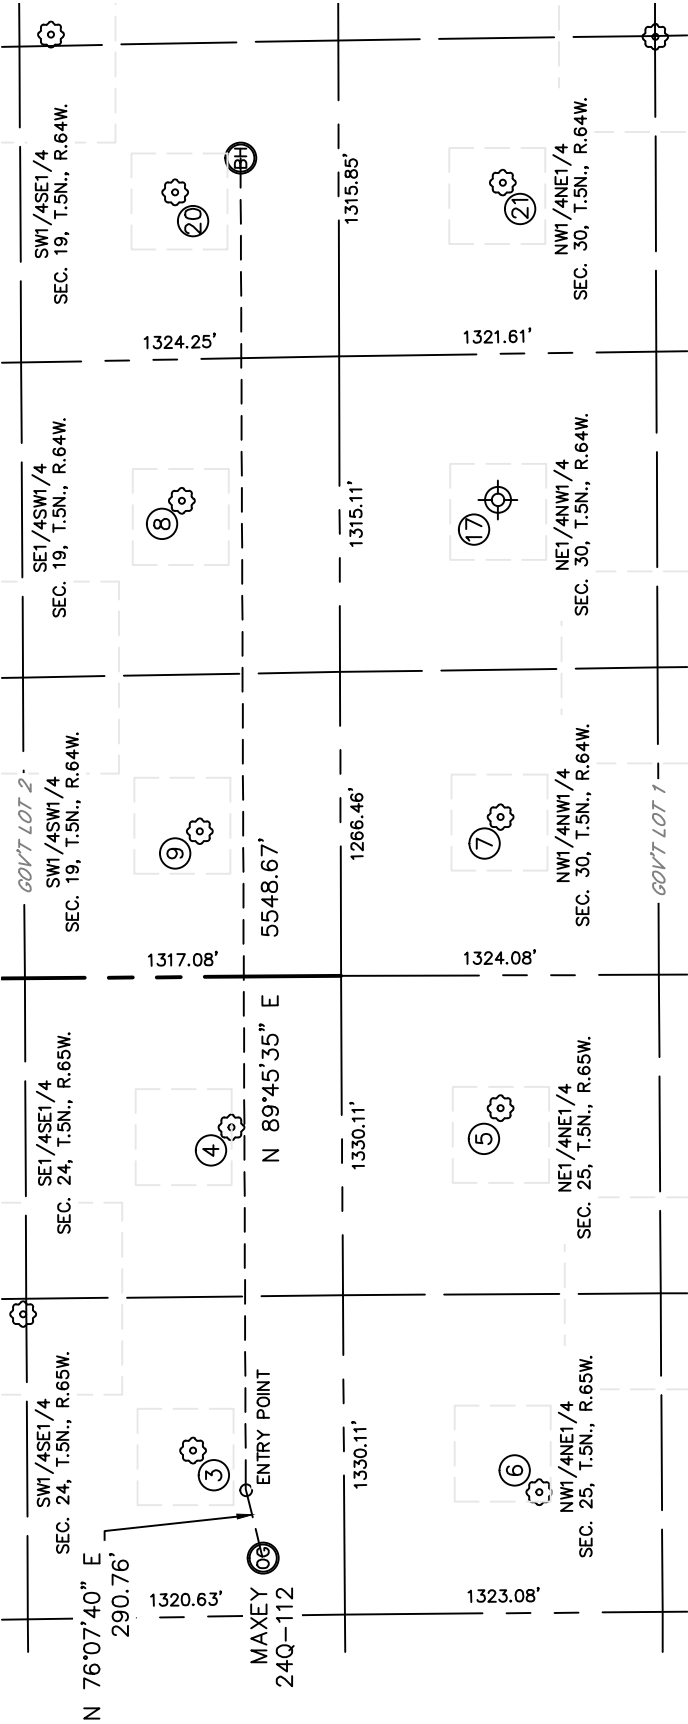 SW1/4SE1/4
SEC. 19, T.5N., R.64W.
20
BH
1315.85'
NW1/4NE1/4
SEC. 30, T.5N., R.64W.
21
1324.25'
1321.61'
SE1/4SW1/4
SEC. 19, T.5N., R.64W.
8
1315.11'
17
NE1/4NW1/4
SEC. 30, T.5N., R.64W.
GOV'T LOT 2
SW1/4SW1/4
SEC. 19, T.5N., R.64W.
9
5548.67'
1266.46'
7
NW1/4NW1/4
SEC. 30, T.5N., R.64W.
GOV'T LOT 1
1317.08'
1324.08'
SE1/4SE1/4
SEC. 24, T.5N., R.65W.
4
N 89°45'35" E
1330.11'
5
NE1/4NE1/4
SEC. 25, T.5N., R.65W.
SW1/4SE1/4
SEC. 24, T.5N., R.65W.
3
ENTRY POINT
1330.11'
6
NW1/4NE1/4
SEC. 25, T.5N., R.65W.
N 76°07'40" E
290.76'
1320.63'
OG
MAXEY
24Q-112
1323.08'